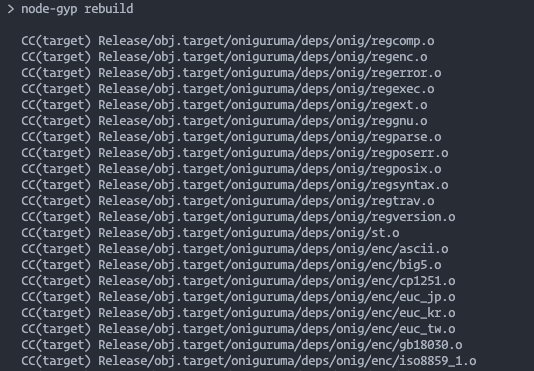 > node-gyp rebuild
CC(target) Release/obj.target/oniguruma/deps/onig/regcomp.o
CC(target) Release/obj.target/oniguruma/deps/onig/regenc.o
CC(target) Release/obj.target/oniguruma/deps/onig/regerror.o
CC(target) Release/obj.target/oniguruma/deps/onig/regexec.o
CC(target) Release/obj.target/oniguruma/deps/onig/regext.o
CC(target) Release/obj.target/oniguruma/deps/onig/reggnu.o
CC(target) Release/obj.target/oniguruma/deps/onig/regparse.o
CC(target) Release/obj.target/oniguruma/deps/onig/regposerr.o
CC(target) Release/obj.target/oniguruma/deps/onig/regposix.o
CC(target) Release/obj.target/oniguruma/deps/onig/regsyntax.o
CC(target) Release/obj.target/oniguruma/deps/onig/regtrav.o
CC(target) Release/obj.target/oniguruma/deps/onig/regversion.o
CC(target) Release/obj.target/oniguruma/deps/onig/st.o
CC(target) Release/obj.target/oniguruma/deps/onig/enc/ascii.o
CC(target) Release/obj.target/oniguruma/deps/onig/enc/big5.o
CC(target) Release/obj.target/oniguruma/deps/onig/enc/cp1251.o
CC(target) Release/obj.target/oniguruma/deps/onig/enc/euc_jp.o
CC(target) Release/obj.target/oniguruma/deps/onig/enc/euc_kr.o
CC(target) Release/obj.target/oniguruma/deps/onig/enc/euc_tw.o
CC(target) Release/obj.target/oniguruma/deps/onig/enc/gb18030.o
CC(target) Release/obj.target/oniguruma/deps/onig/enc/iso8859_1.o